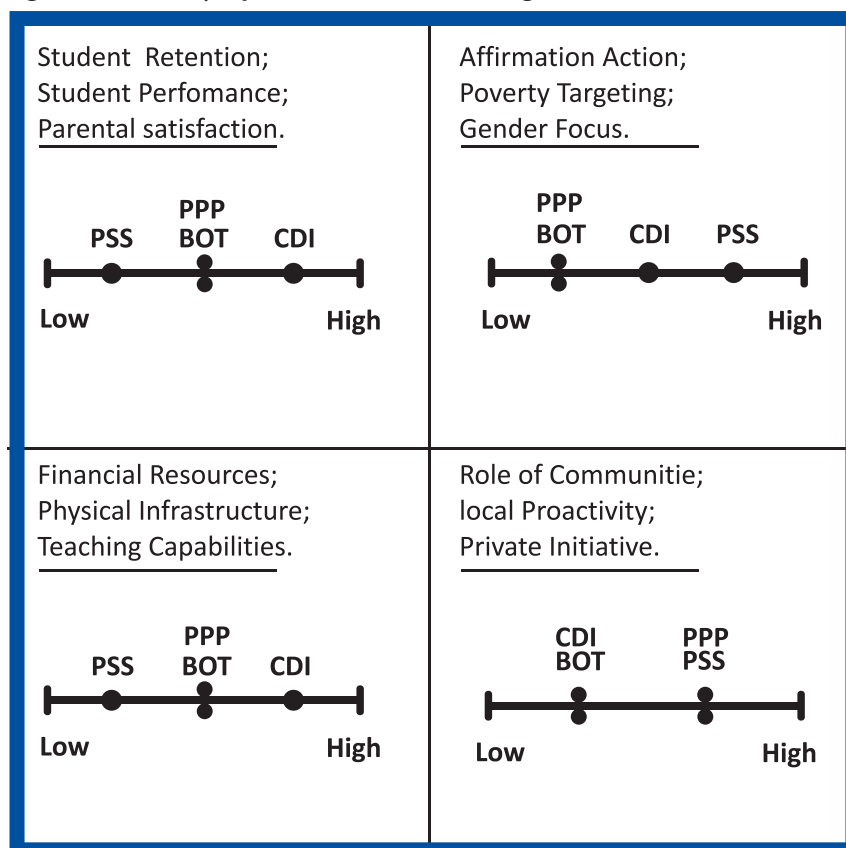 Student Retention;
Student Perfomance;
Parental satisfaction.
PPP
PSS BOT CDI
Low High
Affirmation Action;
Poverty Targeting;
Gender Focus.
PPP
BOT CDI PSS
Low High
Financial Resources;
Physical Infrastructure;
Teaching Capabilities.
PPP
PSS BOT CDI
Low High
Role of Communitie;
local Proactivity;
Private Initiative.
CDI PPP
BOT PSS
Low High